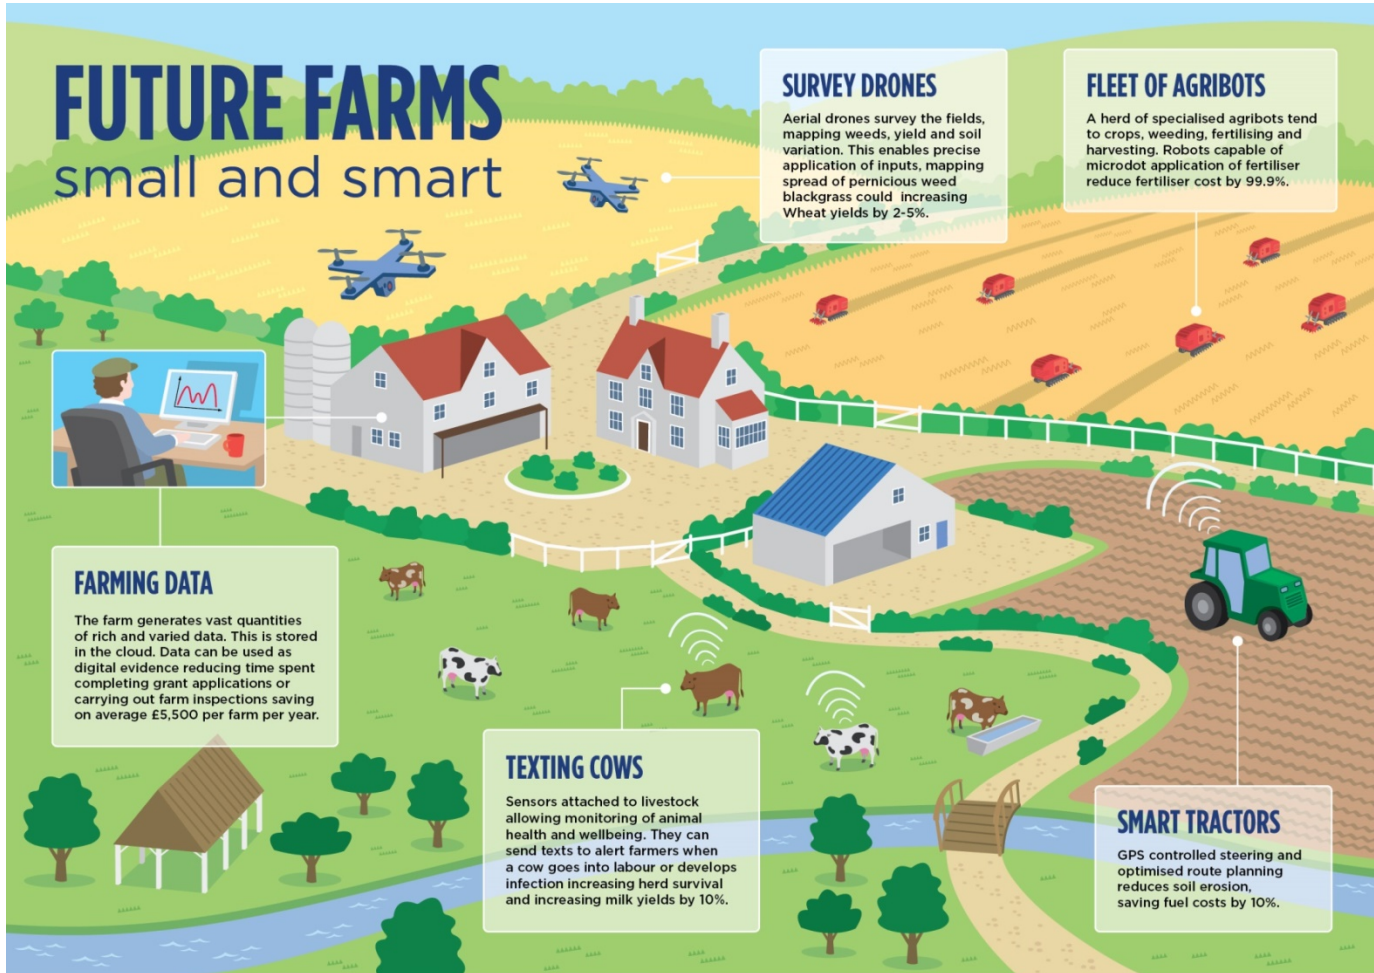 FUTURE FARMS
small and smart
SURVEY DRONES
Aerial drones survey the fields,
mapping weeds, yield and soil
variation. This enables precise
application of inputs, mapping
spread of pernicious weed
blackgrass could  increasing
Wheat yields by 2-5%.
FLEET OF AGRIBOTS
A herd of specialised agribots tend
to crops, weeding, fertilising and
harvesting. Robots capable of
microdot application of fertiliser
reduce fertiliser cost by 99.9%.
FARMING DATA
The farm generates vast quantities
of rich and varied data. This is stored
in the cloud. Data can be used as
digital evidence reducing time spent
completing grant applications or
carrying out farm inspections saving
on average £5,500 per farm per year.
TEXTING COWS
Sensors attached to livestock
allowing monitoring of animal
health and wellbeing. They can
send texts to alert farmers when
a cow goes into labour or develops
infection increasing herd survival
and increasing milk yields by 10%.
SMART TRACTORS
GPS controlled steering and
optimised route planning
reduces soil erosion,
saving fuel costs by 10%.